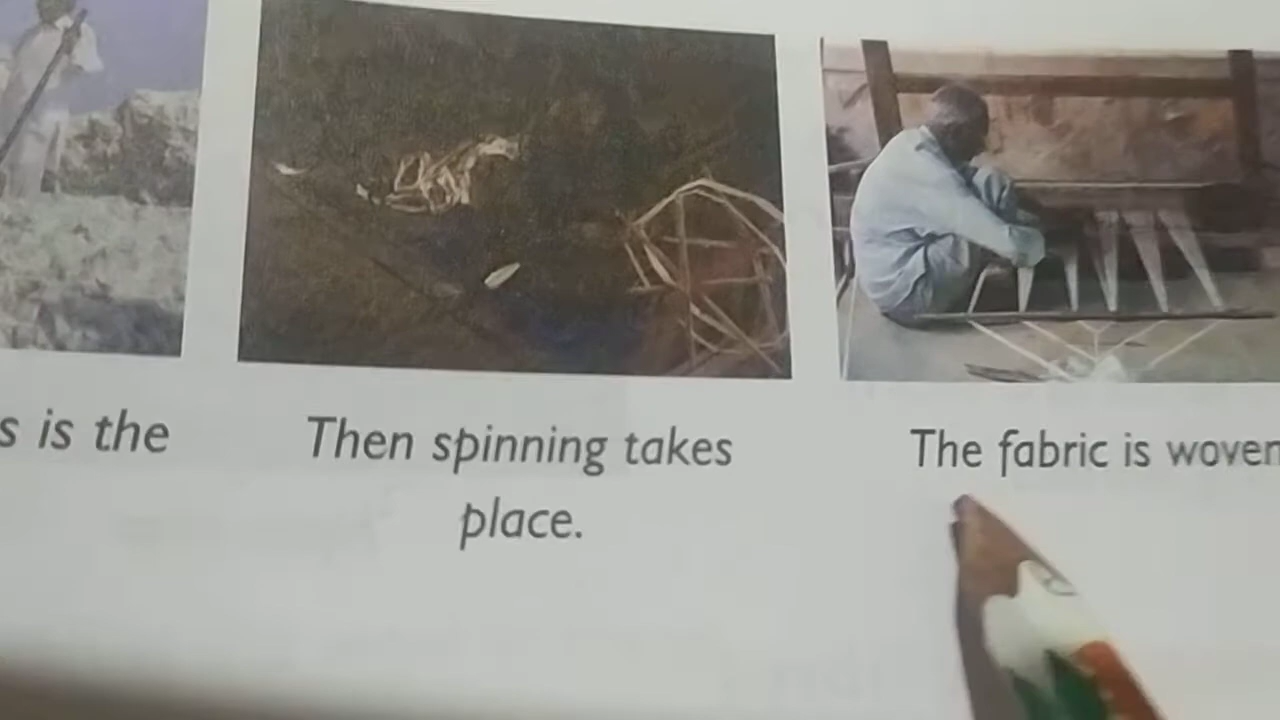 s is the
Then spinning takes
place.
The fabric is woven